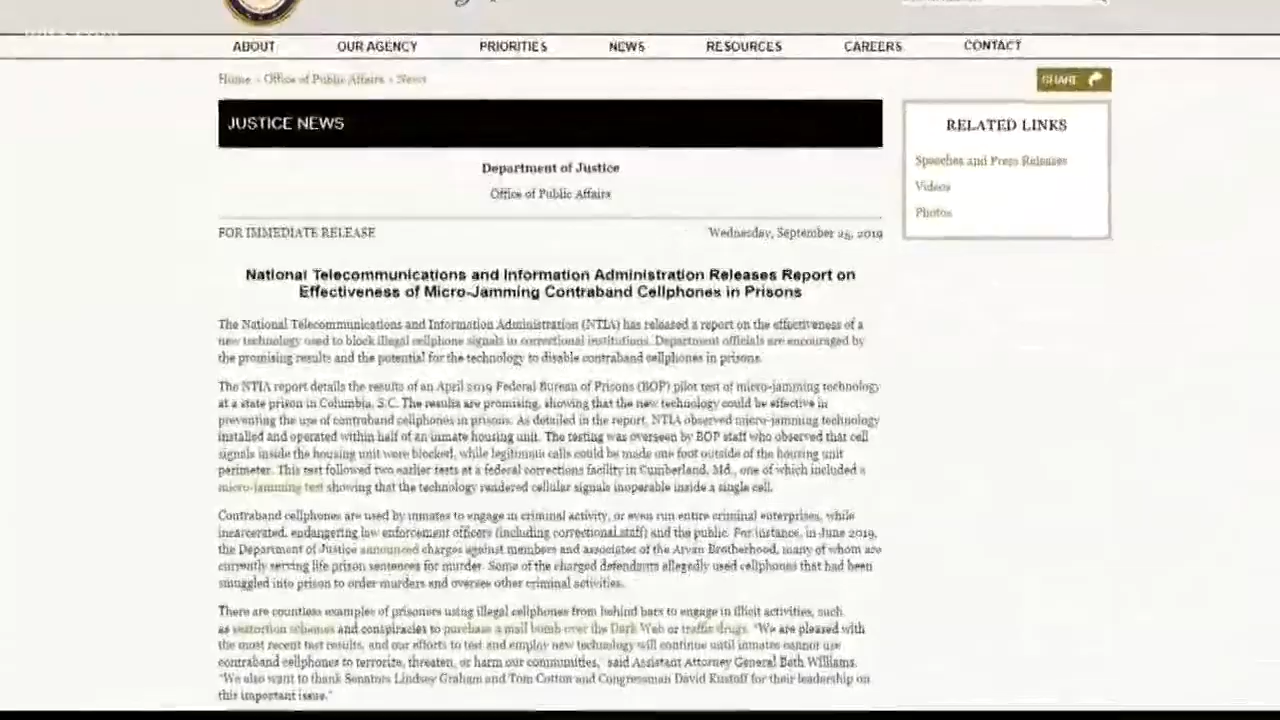 ABOUT OUR AGENCY PRIORITIES NEWS RESOURCES CAREERS CONTACT
Home » Office of Public Affairs » News
SHARE
JUSTICE NEWS
Department of Justice
Office of Public Affairs
FOR IMMEDIATE RELEASE Wednesday, September 25, 2019
National Telecommunications and Information Administration Releases Report on
Effectiveness of Micro-Jamming Contraband Cellphones in Prisons
The National Telecommunications and Information Administration (NTIA) has released a report on the effectiveness of a
new technology used to block illegal cellphone signals in correctional institutions. Department officials are encouraged by
the promising results and the potential for the technology to disable contraband cellphones in prisons.
The NTIA report details the results of an April 2019 Federal Bureau of Prisons (BOP) pilot test of micro-jamming technology
at a state prison in Columbia, S.C. The results are promising, showing that the new technology could be effective in
preventing the use of contraband cellphones in prisons. As detailed in the report, NTIA observed micro-jamming technology
installed and operated within half of an inmate housing unit. The testing was overseen by BOP staff who observed that cell
signals inside the housing unit were blocked, while legitimate calls could be made one foot outside of the housing unit
perimeter. This test followed two earlier tests at a federal corrections facility in Cumberland, Md., one of which included a
micro-jamming test showing that the technology rendered cellular signals inoperable inside a single cell.
Contraband cellphones are used by inmates to engage in criminal activity, or even run entire criminal enterprises, while
incarcerated, endangering law enforcement officers (including correctional staff) and the public. For instance, in June 2019,
the Department of Justice announced charges against members and associates of the Aryan Brotherhood, many of whom are
currently serving life prison sentences for murder. Some of the charged defendants allegedly used cellphones that had been
smuggled into prison to order murders and oversee other criminal activities.
There are countless examples of prisoners using illegal cellphones from behind bars to engage in illicit activities, such
as sextortion schemes and conspiracies to purchase a mail bomb over the Dark Web or traffic drugs. "We are pleased with
the most recent test results, and our efforts to test and employ new technology will continue until inmates cannot use
contraband cellphones to terrorize, threaten, or harm our communities," said Assistant Attorney General Beth Williams.
"We also want to thank Senators Lindsey Graham and Tom Cotton and Congressman David Kustoff for their leadership on
this important issue."
RELATED LINKS
Speeches and Press Releases
Videos
Photos